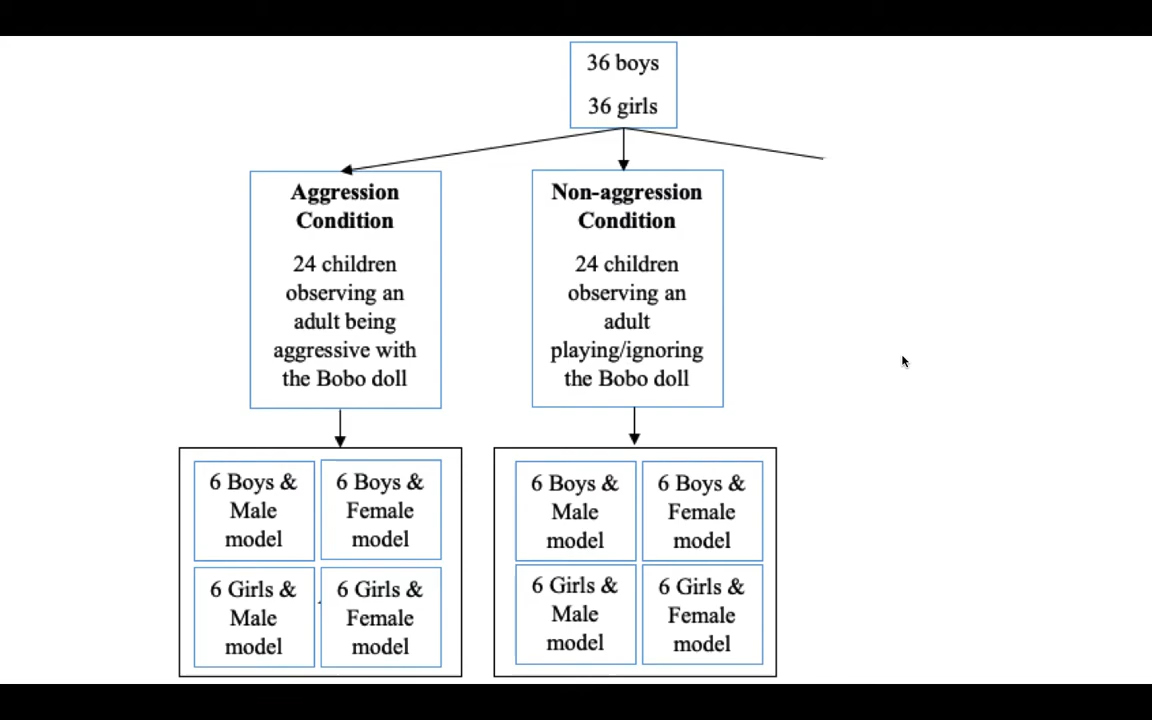 36 boys
36 girls
Aggression
Condition
24 children
observing an
adult being
aggressive with
the Bobo doll
Non-aggression
Condition
24 children
observing an
adult
playing/ignoring
the Bobo doll
6 Boys &
Male
model
6 Boys &
Female
model
6 Girls &
Male
model
6 Girls &
Female
model
6 Boys &
Male
model
6 Boys &
Female
model
6 Girls &
Male
model
6 Girls &
Female
model